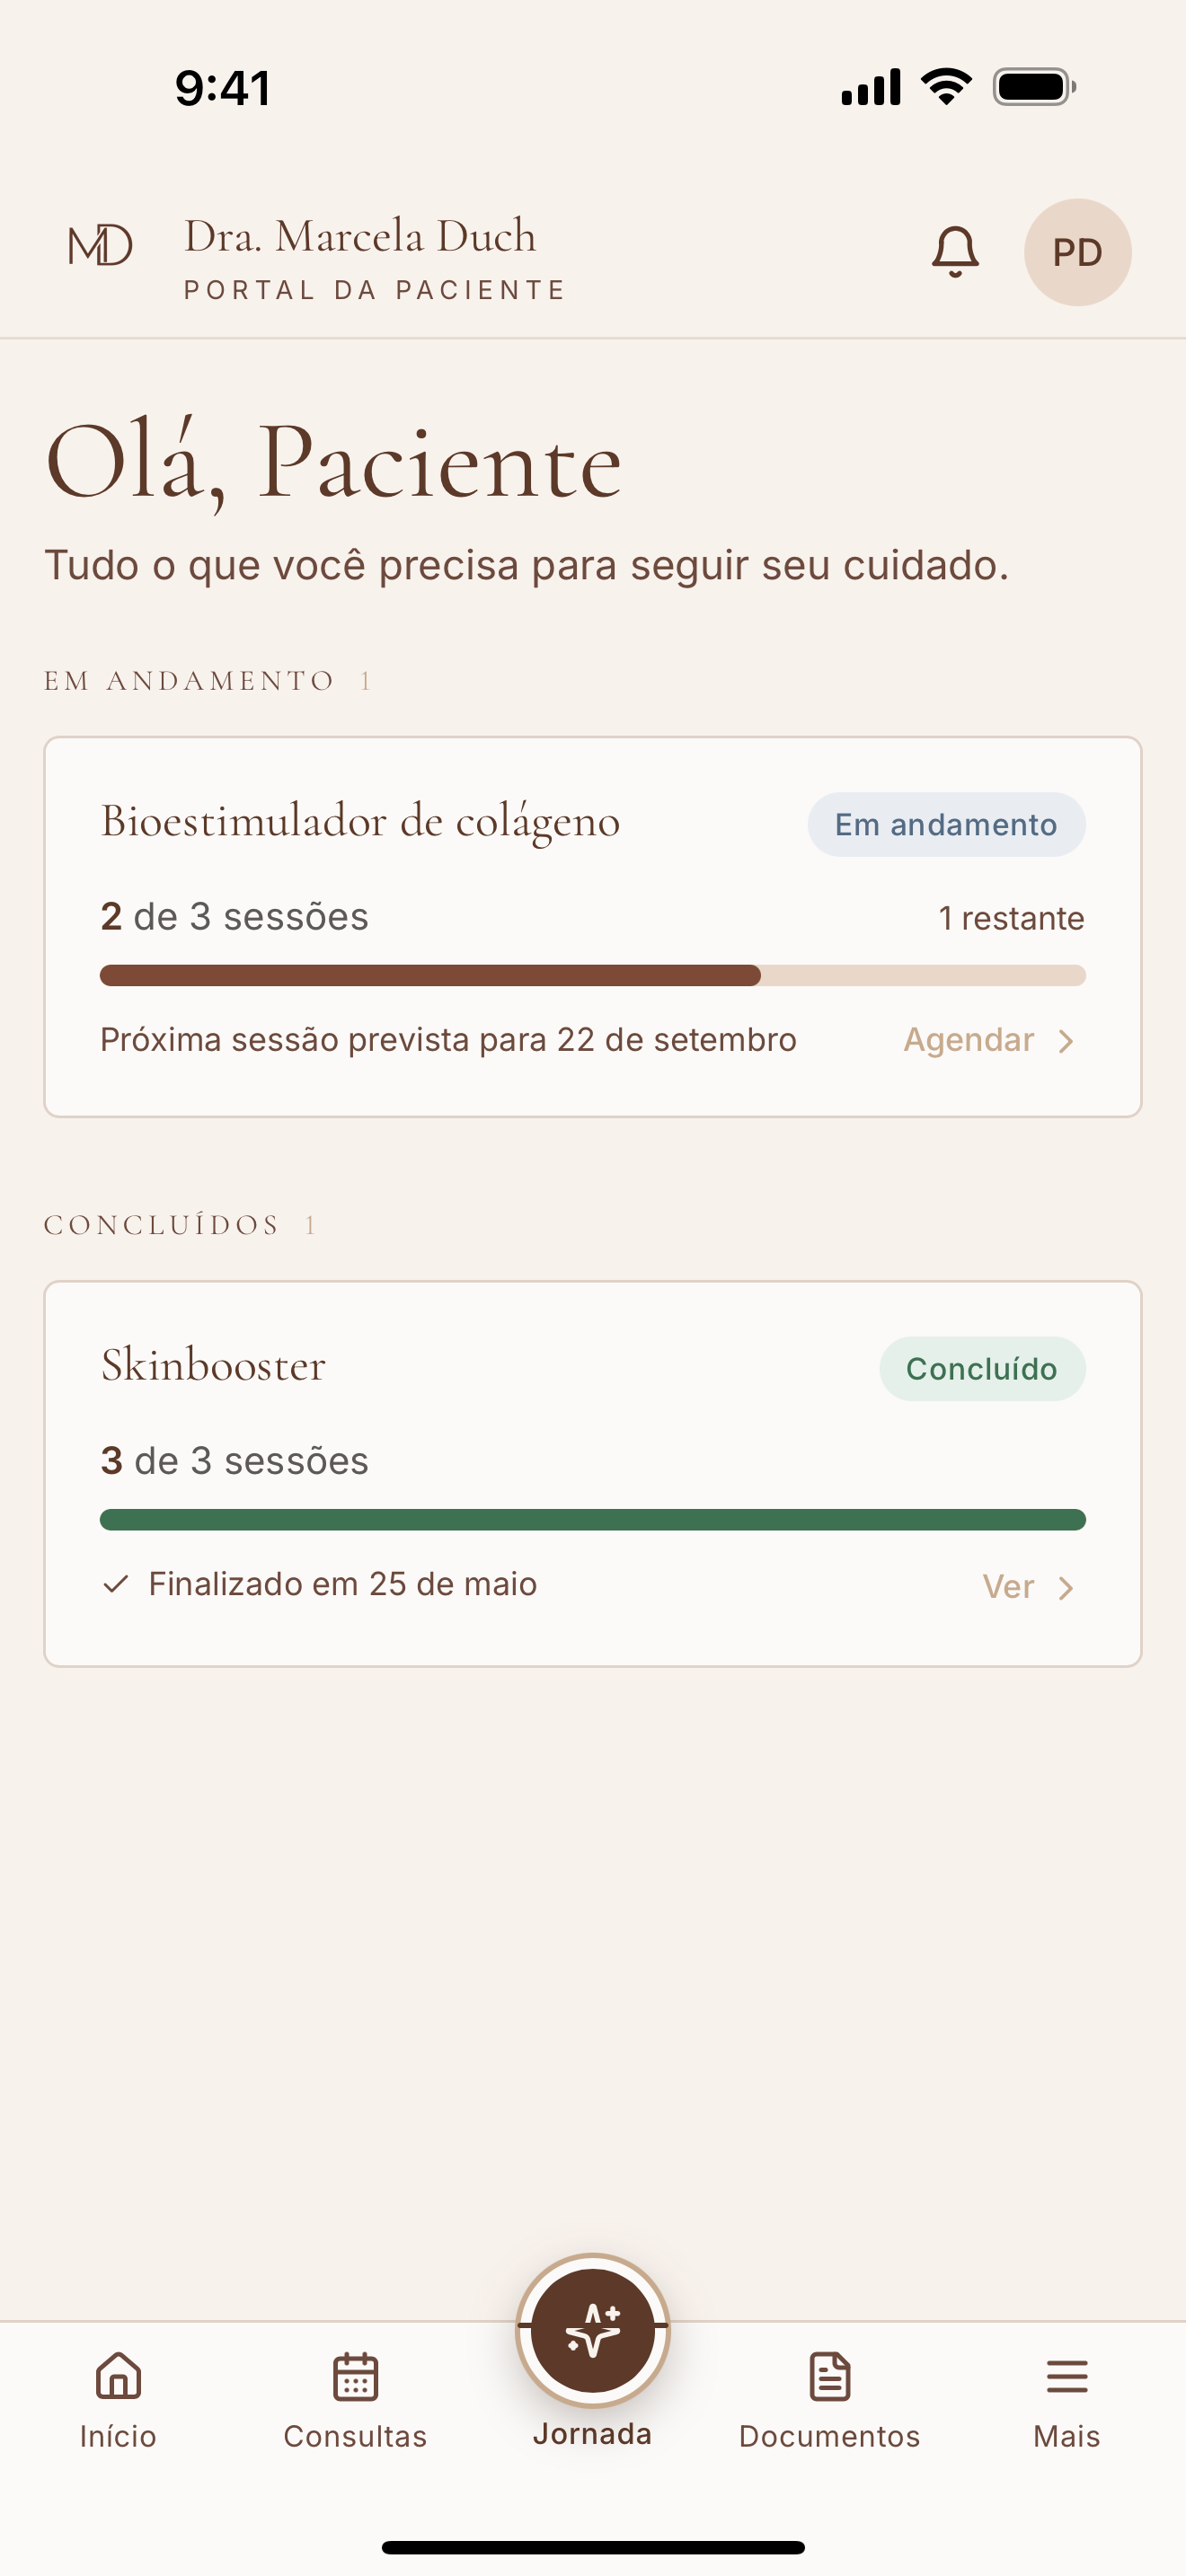 9:41
MD
Dra. Marcela Duch
PORTAL DA PACIENTE
PD
Olá, Paciente
Tudo o que você precisa para seguir seu cuidado.
EM ANDAMENTO 1
Bioestimulador de colágeno
Em andamento
2 de 3 sessões
1 restante
Próxima sessão prevista para 22 de setembro
Agendar
CONCLUÍDOS 1
Skinbooster
Concluído
3 de 3 sessões
Finalizado em 25 de maio
Ver
Início
Consultas
Jornada
Documentos
Mais